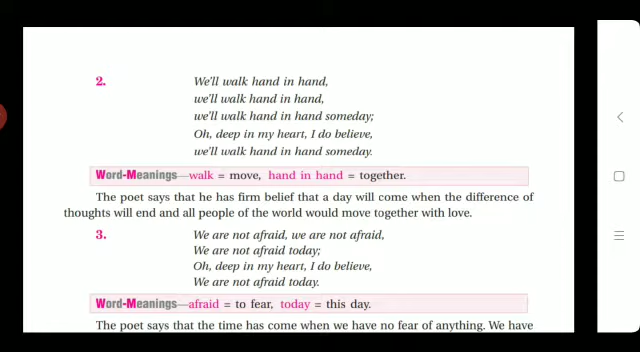 2. We'll walk hand in hand,
we'll walk hand in hand,
we'll walk hand in hand someday;
Oh, deep in my heart, I do believe,
we'll walk hand in hand someday.
Word-Meanings—walk = move, hand in hand = together.
The poet says that he has firm belief that a day will come when the difference of
thoughts will end and all people of the world would move together with love.
3. We are not afraid, we are not afraid,
We are not afraid today;
Oh, deep in my heart, I do believe,
We are not afraid today.
Word-Meanings—afraid = to fear, today = this day.
The poet says that the time has come when we have no fear of anything. We have